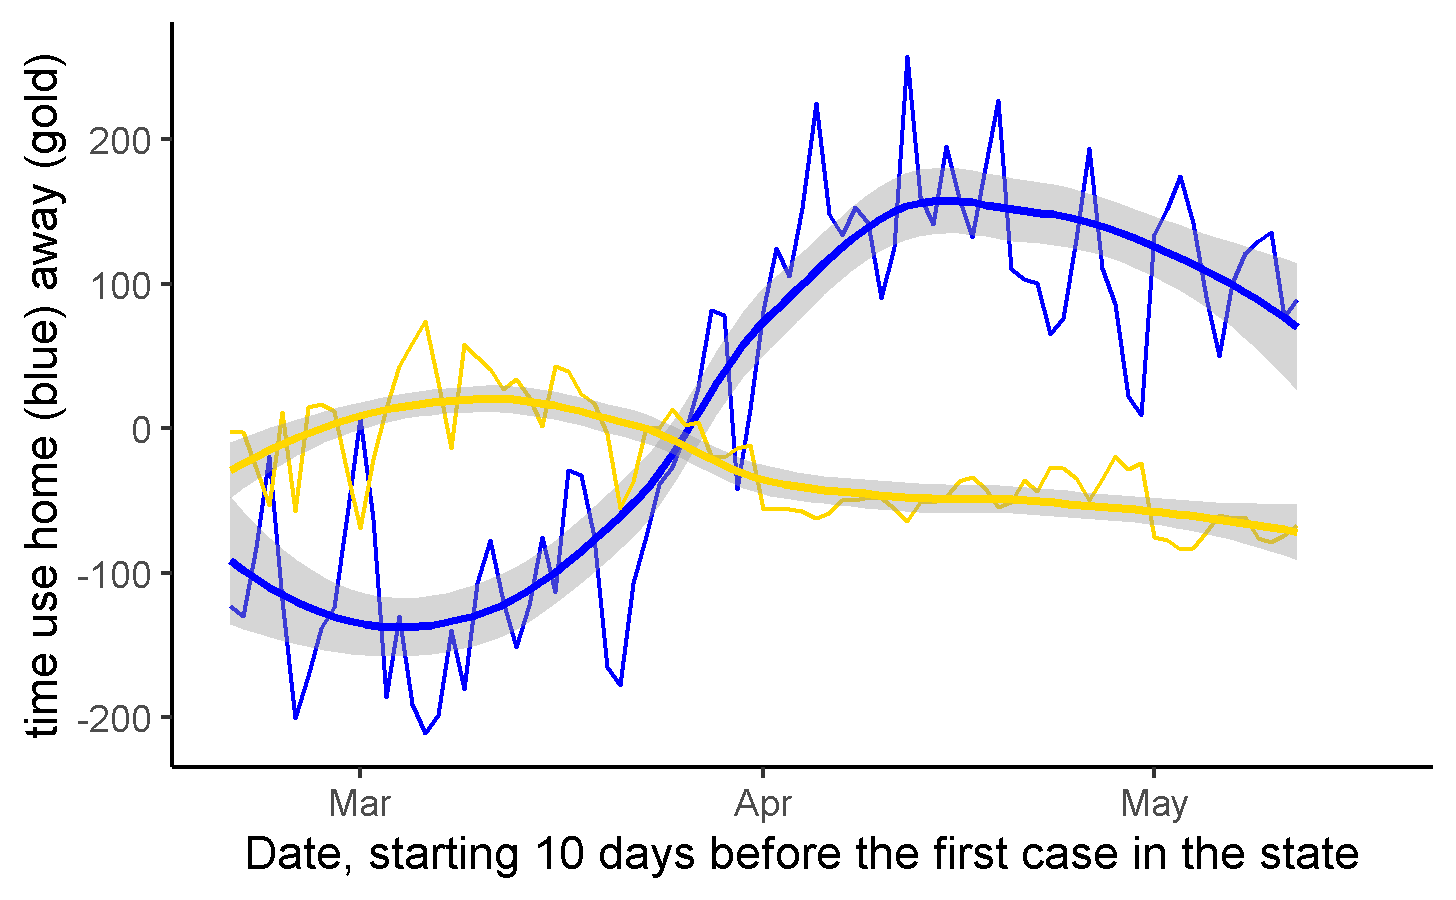 time use home (blue) away (gold)
200
100
0
-100
-200
Mar Apr May
Date, starting 10 days before the first case in the state